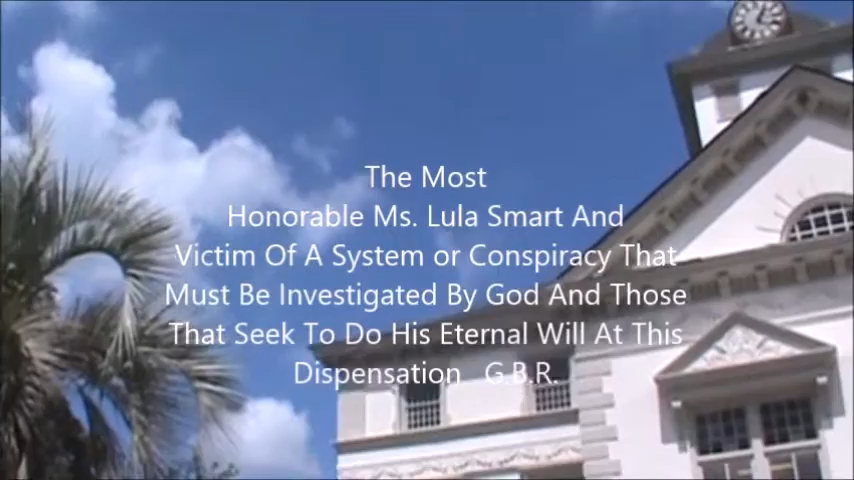 The Most
Honorable Ms. Lula Smart And
Victim Of A System or Conspiracy That
Must Be Investigated By God And Those
That Seek To Do His Eternal Will At This
Dispensation G.B.R.